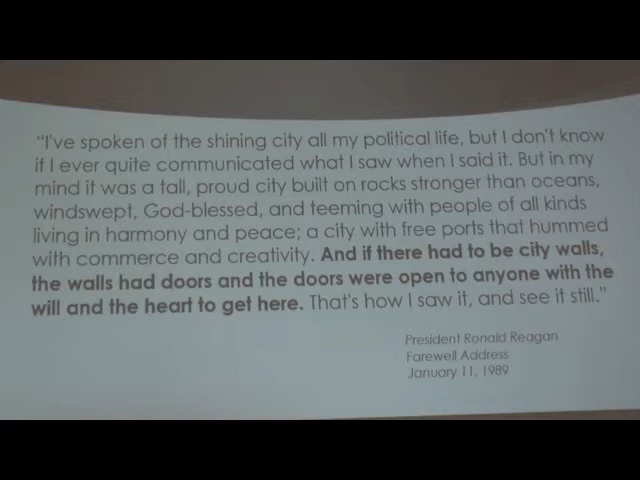 "I've spoken of the shining city all my political life, but I don't know
if I ever quite communicated what I saw when I said it. But in my
mind it was a tall, proud city built on rocks stronger than oceans,
windswept, God-blessed, and teeming with people of all kinds
living in harmony and peace; a city with free ports that hummed
with commerce and creativity. And if there had to be city walls,
the walls had doors and the doors were open to anyone with the
will and the heart to get here. That's how I saw it, and see it still."
President Ronald Reagan
Farewell Address
January 11, 1989